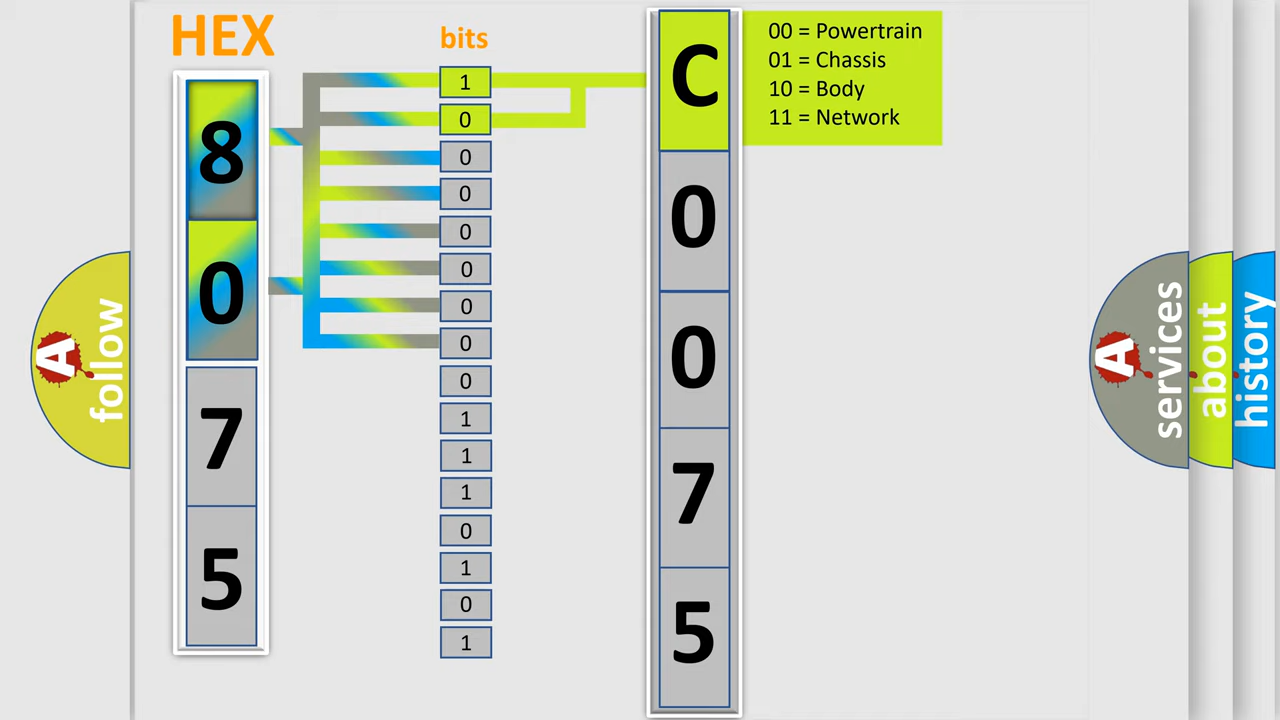 HEX
bits
8
0
7
5
1
0
0
0
0
0
0
0
0
1
1
1
0
1
0
1
C
0
0
7
5
00 = Powertrain
01 = Chassis
10 = Body
11 = Network
A
follow
A
services
about
history